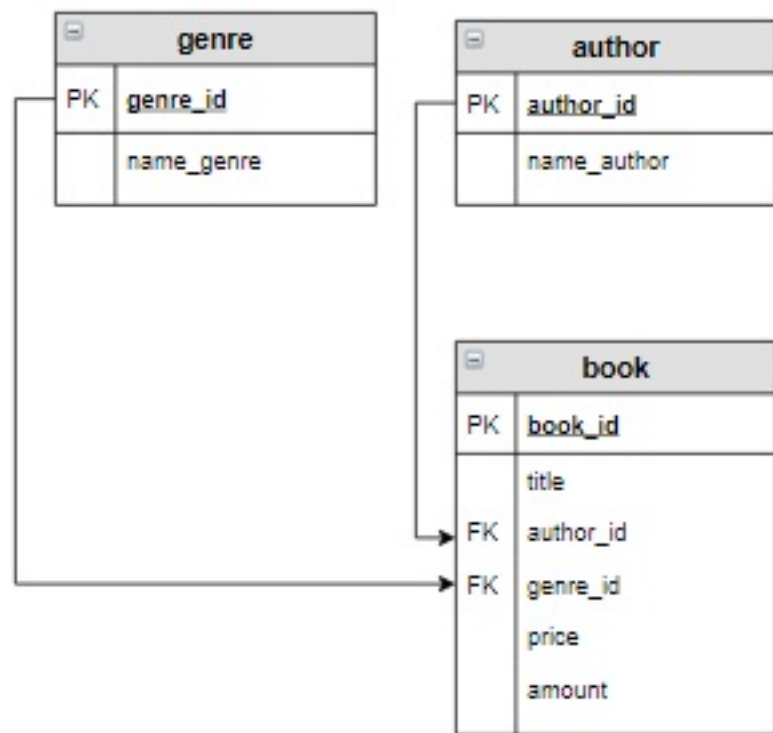 genre
PK genre_id
name_genre
author
PK author_id
name_author
book
PK book_id
title
FK author_id
FK genre_id
price
amount